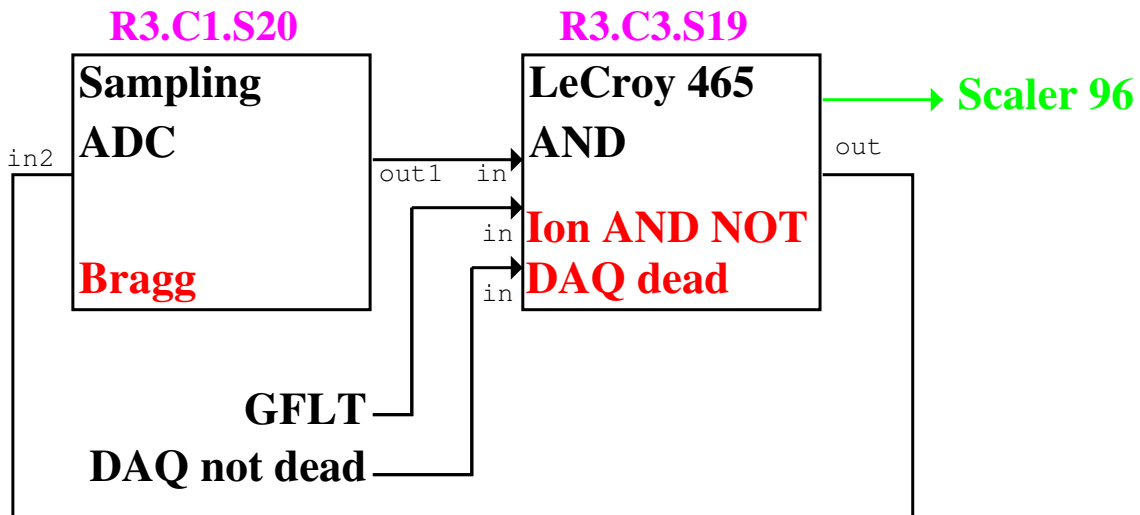 R3.C1.S20
R3.C3.S19
Sampling
ADC
Bragg
in2
out1
in
in
in
LeCroy 465
AND
Ion AND NOT
DAQ dead
out
Scaler 96
GFLT
DAQ not dead